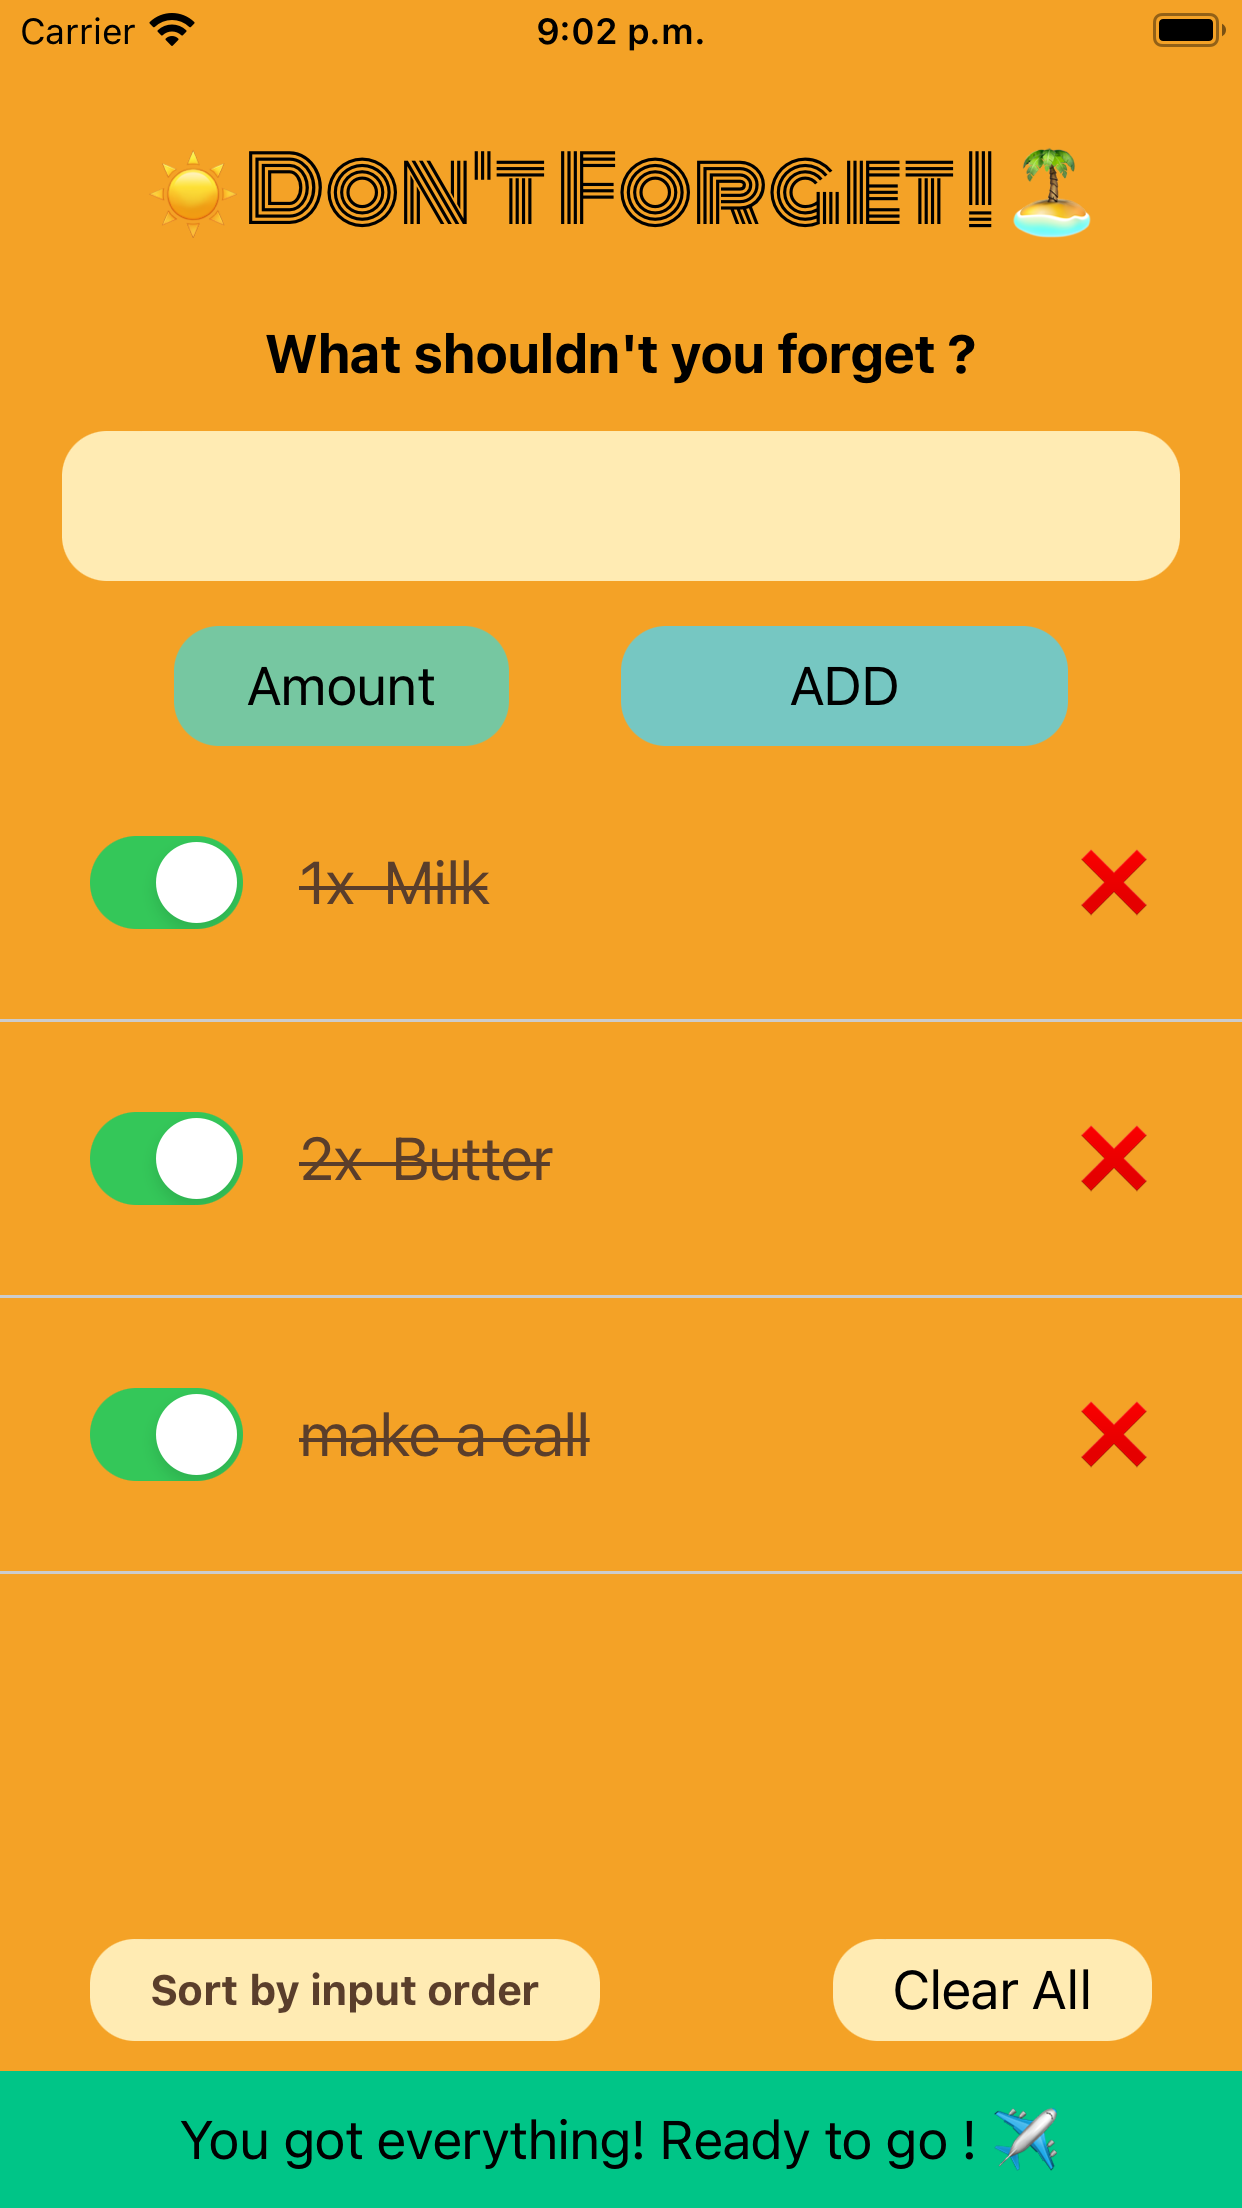 Carrier 9:02 p.m.
☀️Don't Forget!🏝️
What shouldn't you forget ?
Amount ADD
1x Milk
2x Butter
make a call
Sort by input order Clear All
You got everything! Ready to go ! ✈️